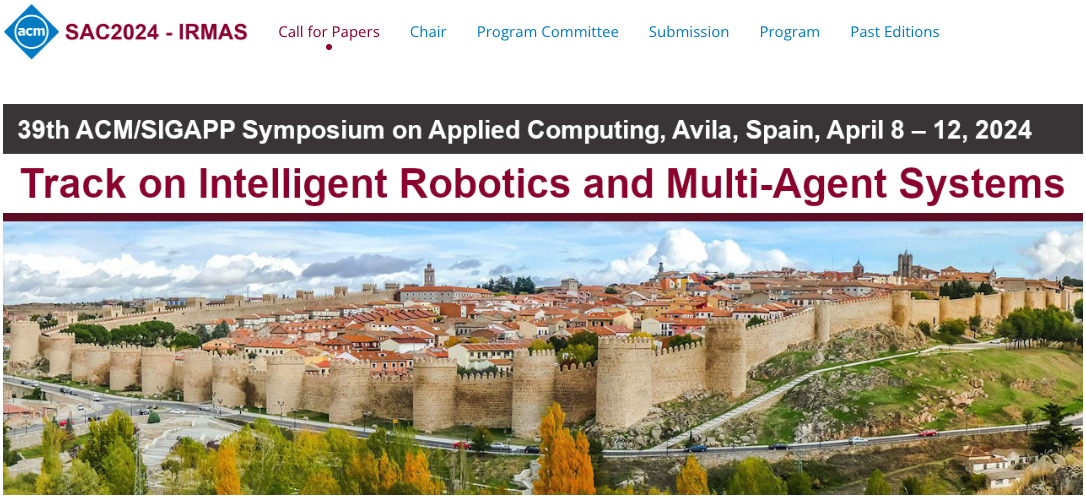 acm SAC2024 - IRMAS Call for Papers Chair Program Committee Submission Program Past Editions
39th ACM/SIGAPP Symposium on Applied Computing, Avila, Spain, April 8 – 12, 2024
Track on Intelligent Robotics and Multi-Agent Systems